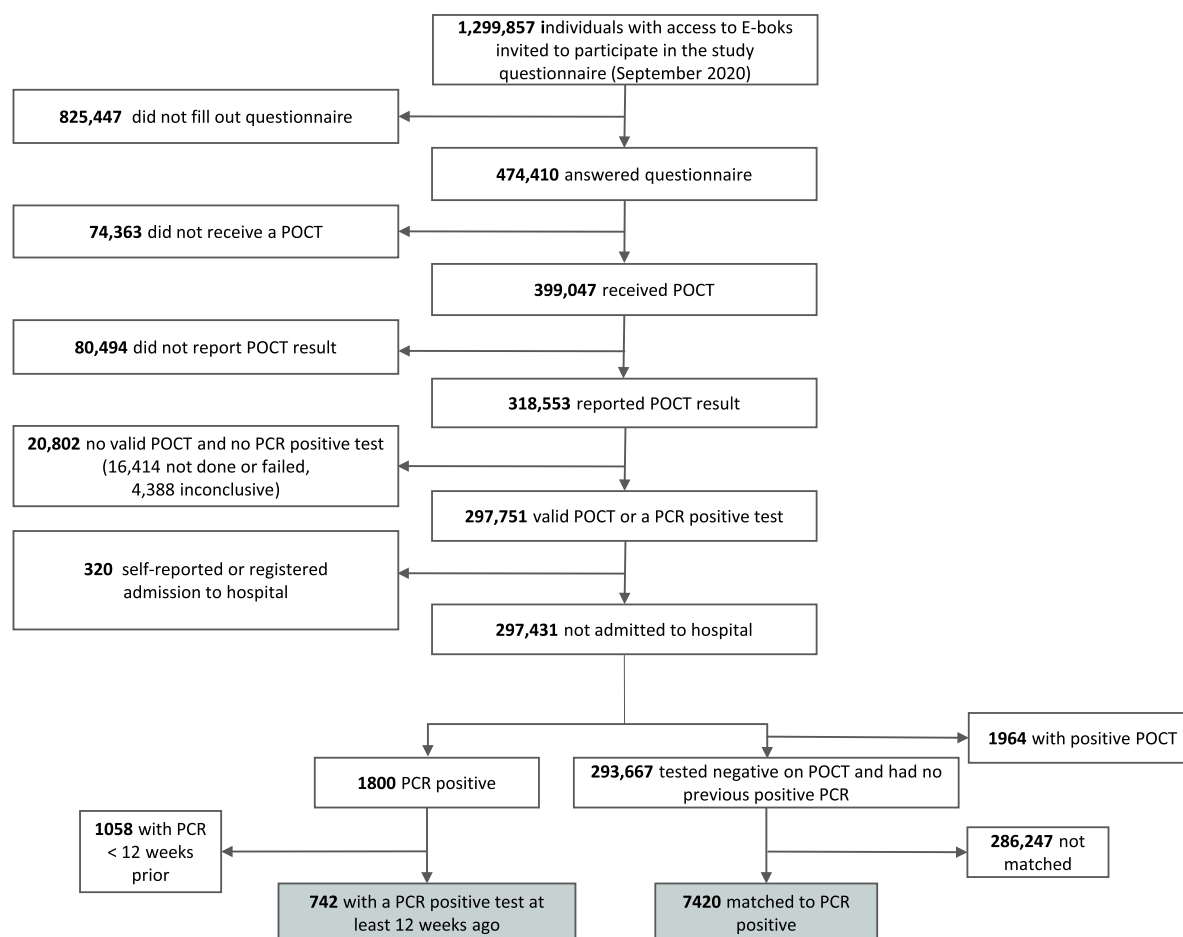 1,299,857 individuals with access to E-boks
invited to participate in the study
questionnaire (September 2020)
825,447 did not fill out questionnaire
474,410 answered questionnaire
74,363 did not receive a POCT
399,047 received POCT
80,494 did not report POCT result
318,553 reported POCT result
20,802 no valid POCT and no PCR positive test
(16,414 not done or failed,
4,388 inconclusive)
297,751 valid POCT or a PCR positive test
320 self-reported or registered
admission to hospital
297,431 not admitted to hospital
1964 with positive POCT
1800 PCR positive
293,667 tested negative on POCT and had no
previous positive PCR
1058 with PCR
< 12 weeks
prior
286,247 not
matched
742 with a PCR positive test at
least 12 weeks ago
7420 matched to PCR
positive